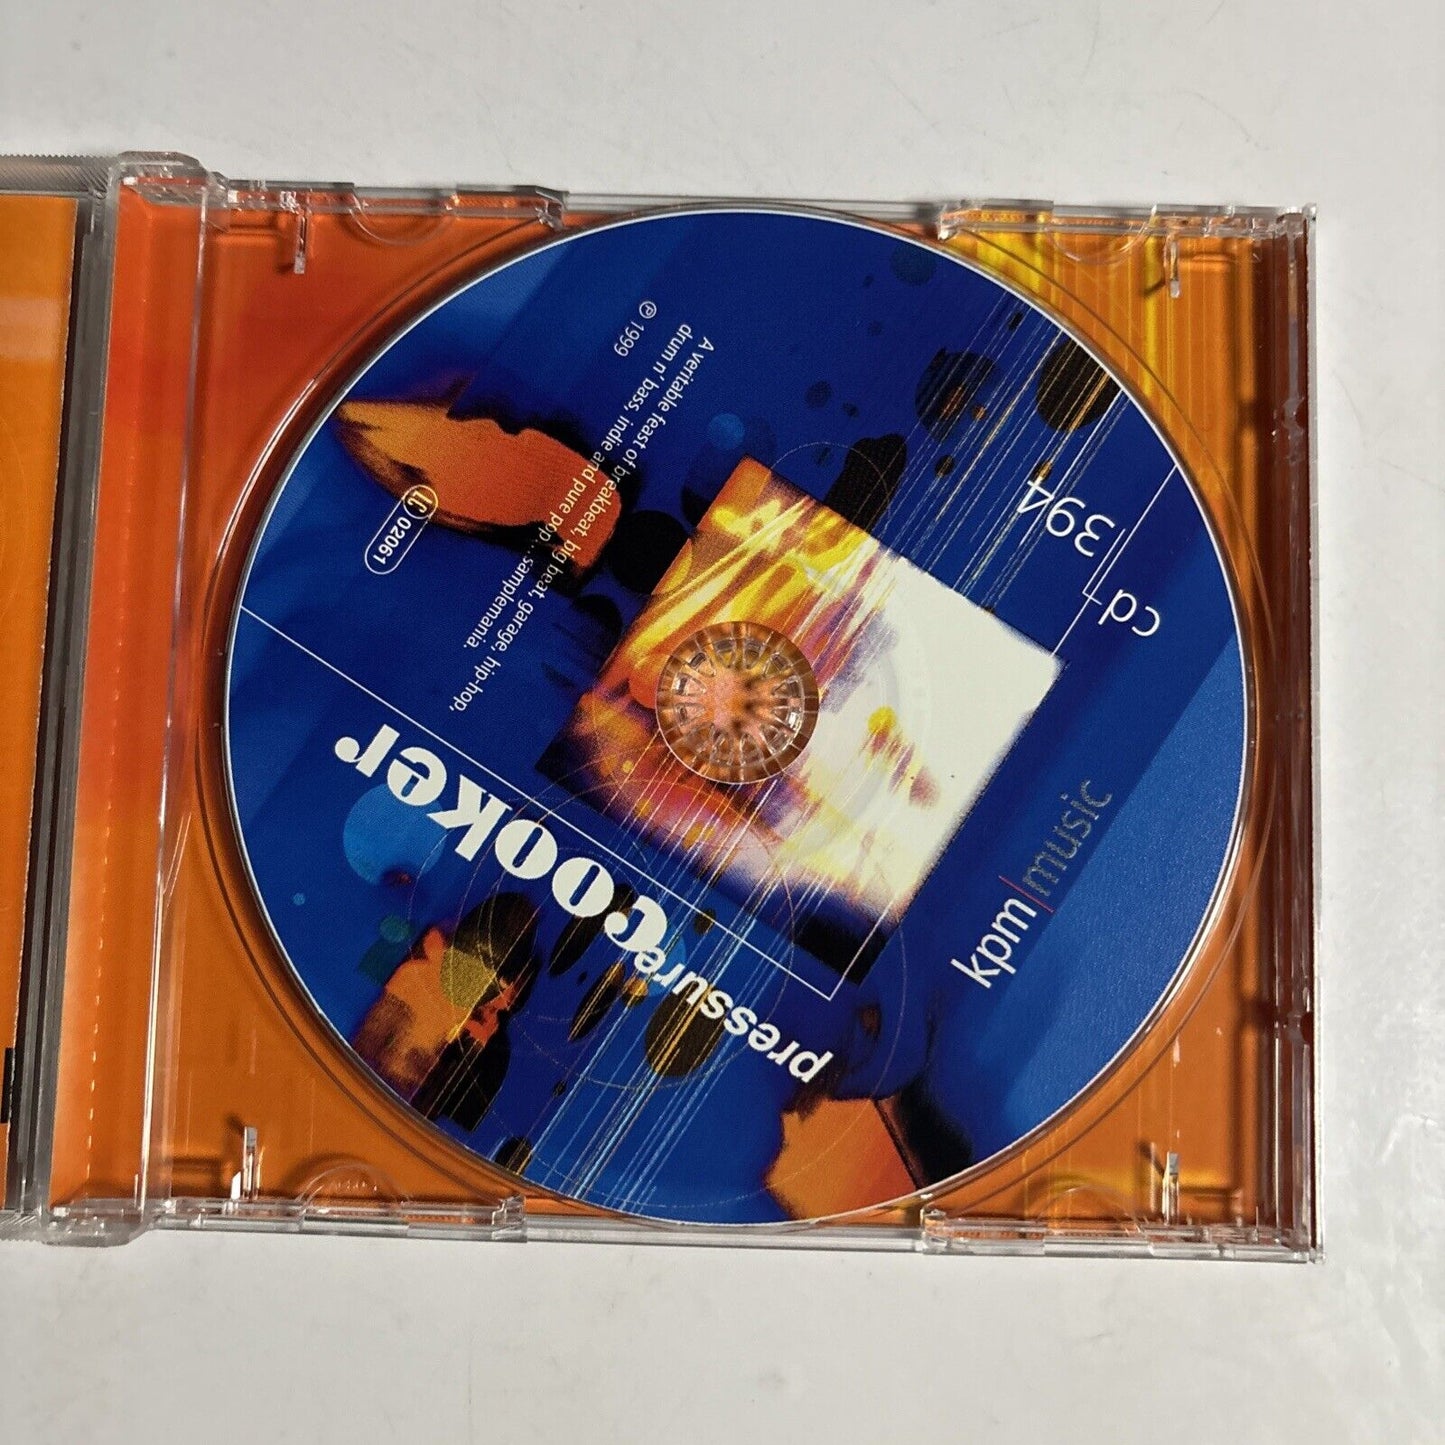 kpm|music
cd 394
pressure cooker
A veritable feast of breakbeat, big beat, garage, hip-hop,
drum n' bass, indie and pure pop...samplemania.
℗ 1999
LC 02061